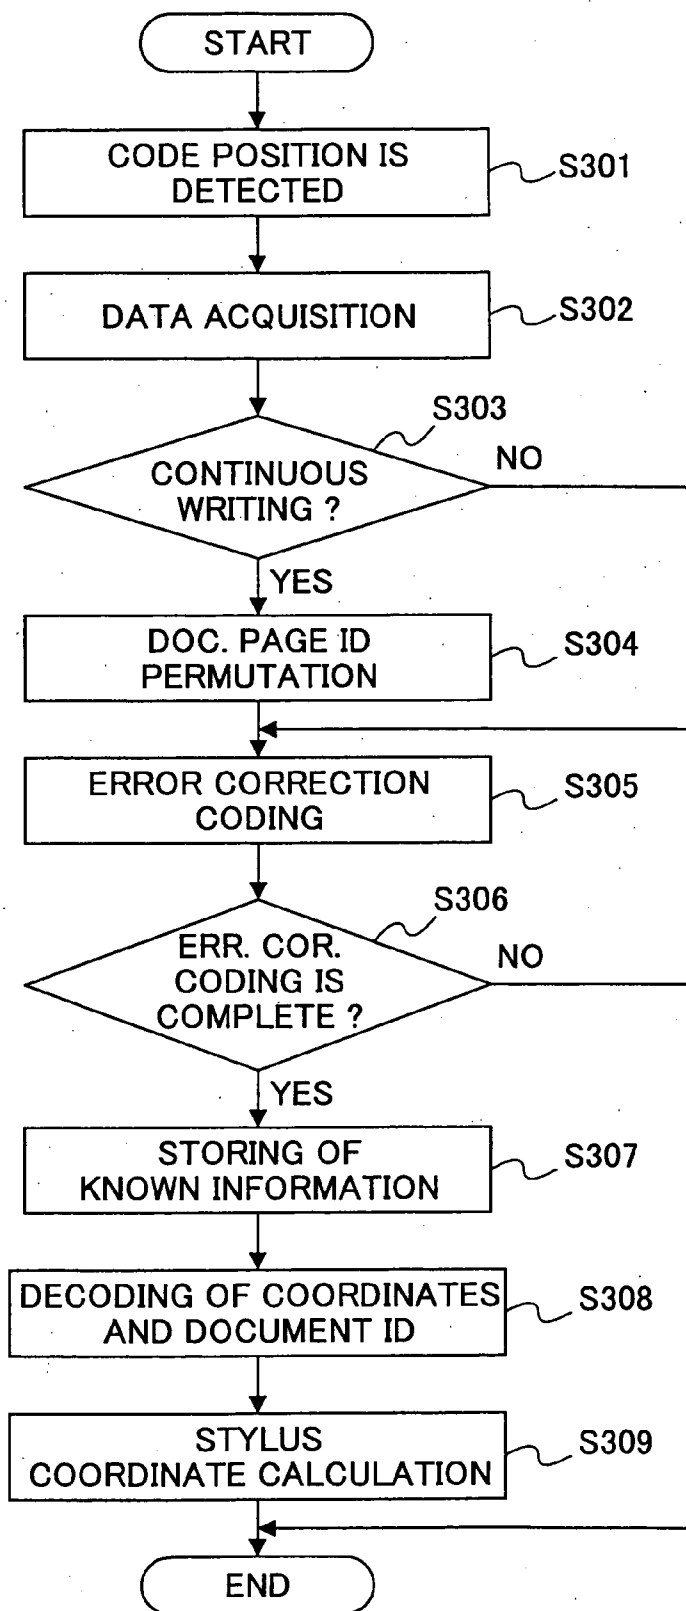 START
CODE POSITION IS
DETECTED
S301
DATA ACQUISITION
S302
S303
CONTINUOUS
WRITING ?
NO
YES
DOC. PAGE ID
PERMUTATION
S304
ERROR CORRECTION
CODING
S305
S306
ERR. COR.
CODING IS
COMPLETE ?
NO
YES
STORING OF
KNOWN INFORMATION
S307
DECODING OF COORDINATES
AND DOCUMENT ID
S308
STYLUS
COORDINATE CALCULATION
S309
END